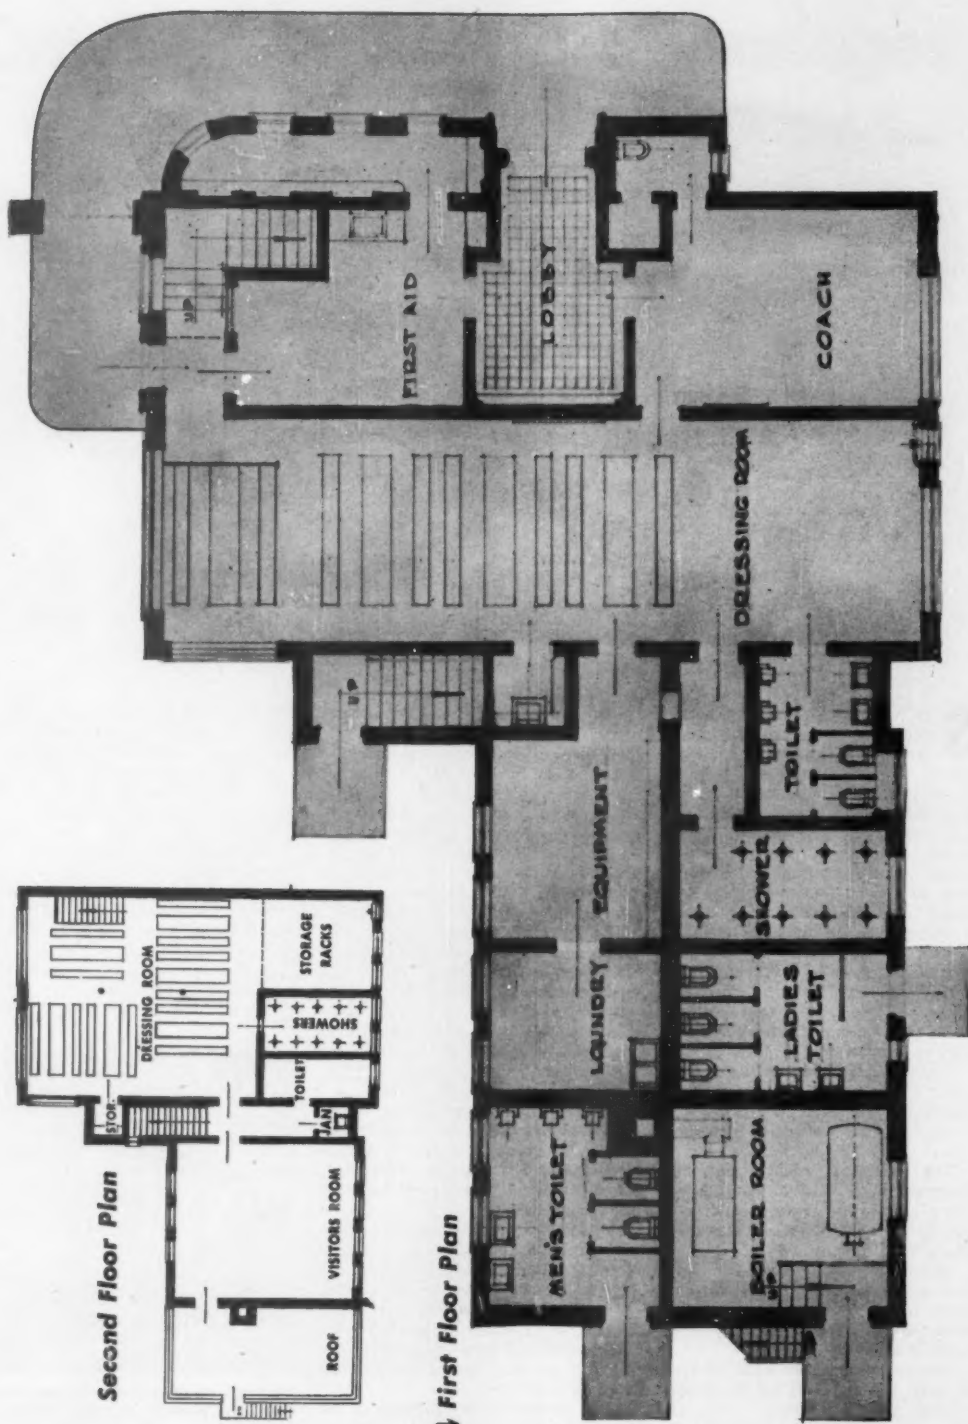 Second Floor Plan
STOR.
DRESSING ROOM
STORAGE
RACKS
SHOWERS
TOILET
JAN
VISITORS ROOM
ROOF
First Floor Plan
UP
FIRST AID
LOBBY
COACH
DRESSING ROOM
UP
EQUIPMENT
TOILET
SHOWER
LOUNDRY
LADIES
TOILET
MEN'S TOILET
BOILER ROOM
UP